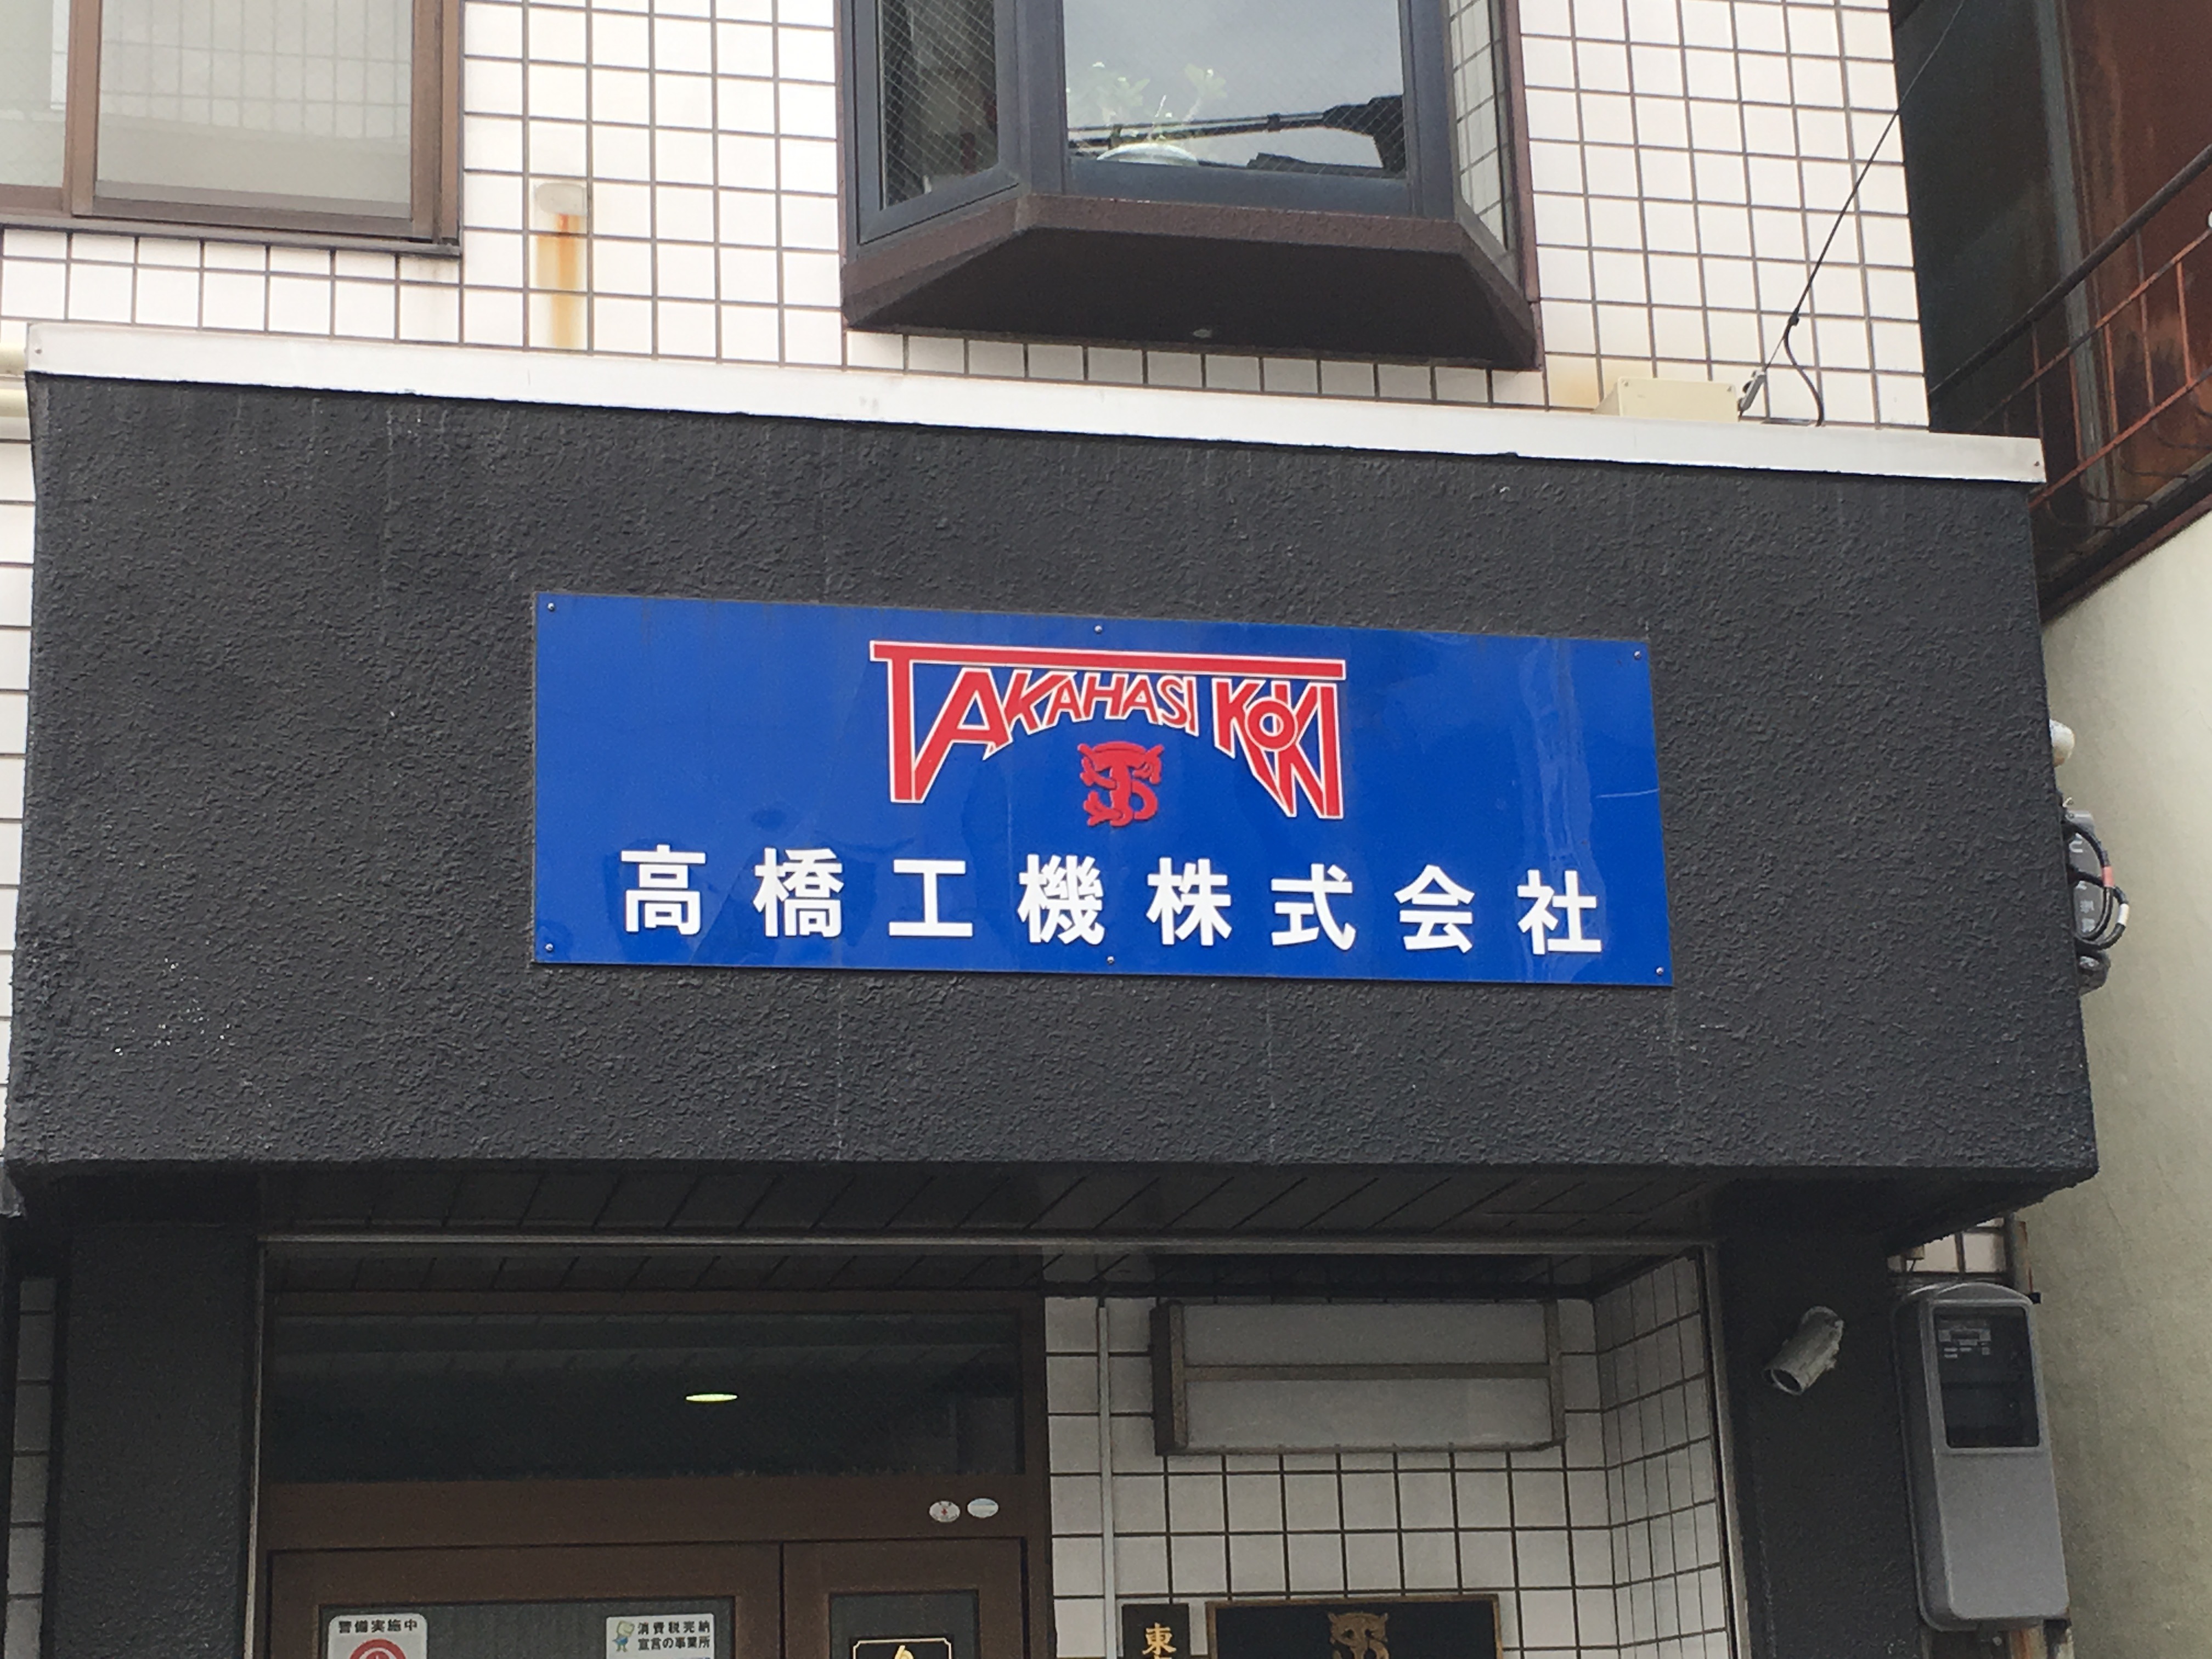 TAKAHASI KOKI
高橋工機株式会社
警備実施中
消費税完納
宣言の事業所
東